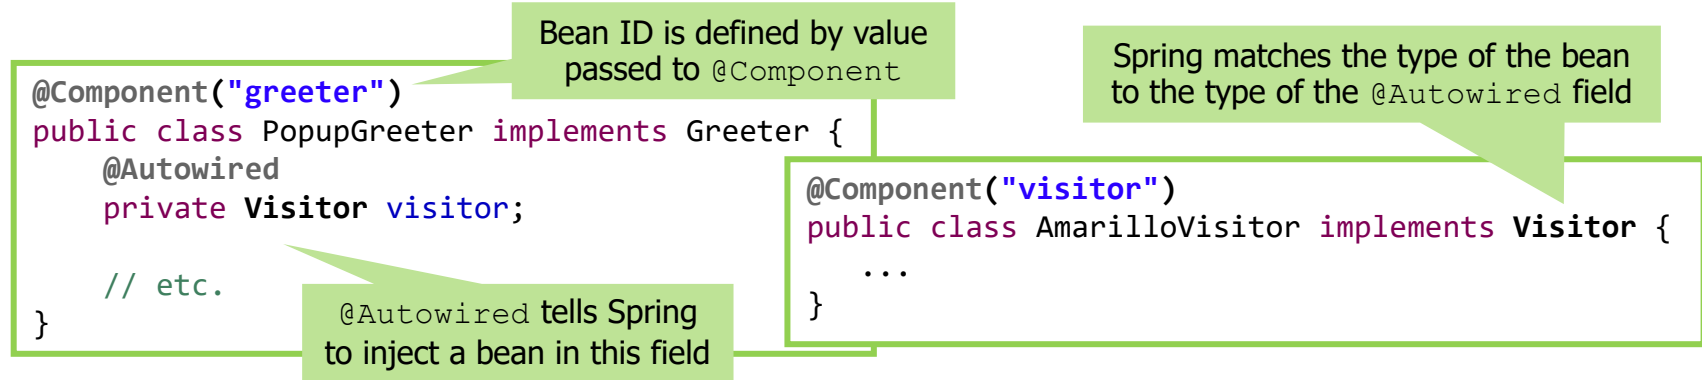 Bean ID is defined by value
passed to @Component
Spring matches the type of the bean
to the type of the @Autowired field
@Component("greeter")
public class PopupGreeter implements Greeter {
    @Autowired
    private Visitor visitor;
    // etc.
}
@Autowired tells Spring
to inject a bean in this field
@Component("visitor")
public class AmarilloVisitor implements Visitor {
   ...
}